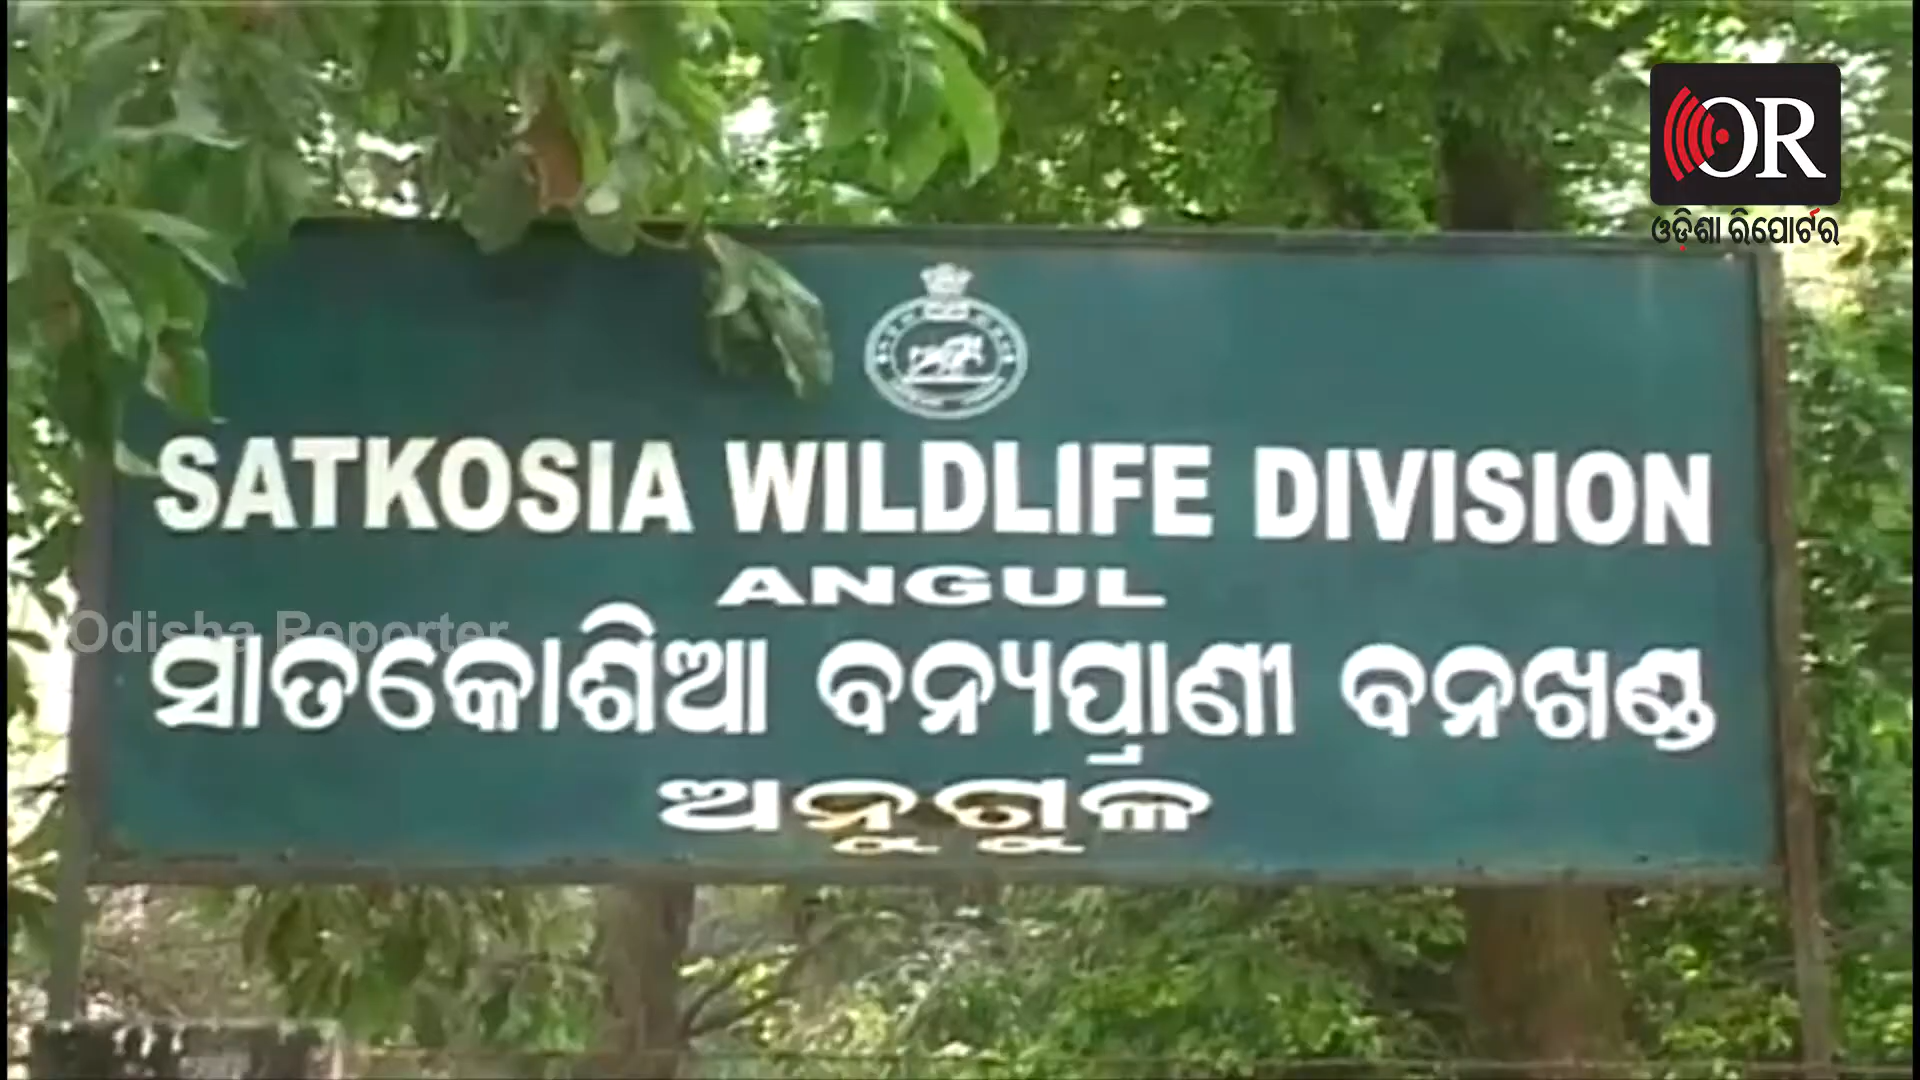 OR
ଓଡ଼ିଶା ରିପୋର୍ଟର
SATKOSIA WILDLIFE DIVISION
ANGUL
Odisha Reporter
ସାତକୋଶିଆ ବନ୍ୟପ୍ରାଣୀ ବନଖଣ୍ଡ
ଅନୁଗୁଳ